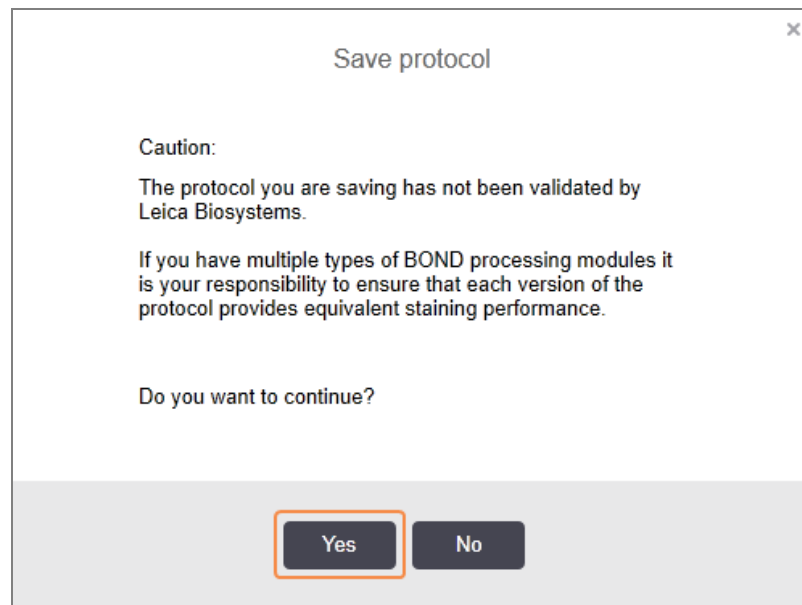 Save protocol
Caution:
The protocol you are saving has not been validated by
Leica Biosystems.
If you have multiple types of BOND processing modules it
is your responsibility to ensure that each version of the
protocol provides equivalent staining performance.
Do you want to continue?
Yes No